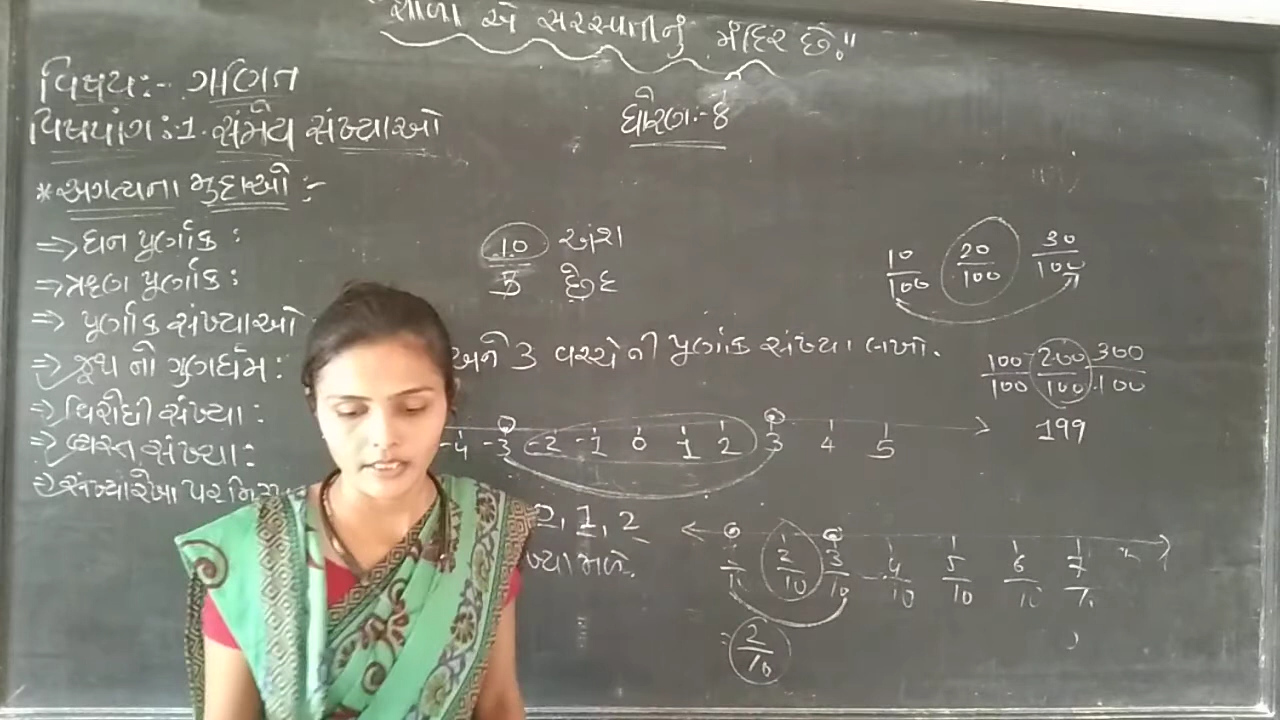 "શાળા એ સરસ્વતીનું મંદિર છે."
વિષય:- ગણિત
ધોરણ:- ૮
વિષયાંગ:1. સંમેય સંખ્યાઓ
* અગત્યના મુદ્દાઓ :-
⇒ ધન પૂર્ણાંક :
⇒ ઋણ પૂર્ણાંક :
⇒ પૂર્ણાંક સંખ્યાઓ
⇒ જૂથ નો ગુણધર્મ :
⇒ વિરોધી સંખ્યા :
⇒ વ્યસ્ત સંખ્યા :
⇒ સંખ્યારેખા પર
10 અંશ
5 છેદ
10/100 20/100 30/100
અને 3 વચ્ચે ની પૂર્ણાંક સંખ્યા લખો.
100/100 200/100 300/100
199
-4 -3 -2 -1 0 1 2 3 4 5
2, 1, 2
મળે.
1/10 2/10 3/10 4/10 5/10 6/10 7/10
2/10